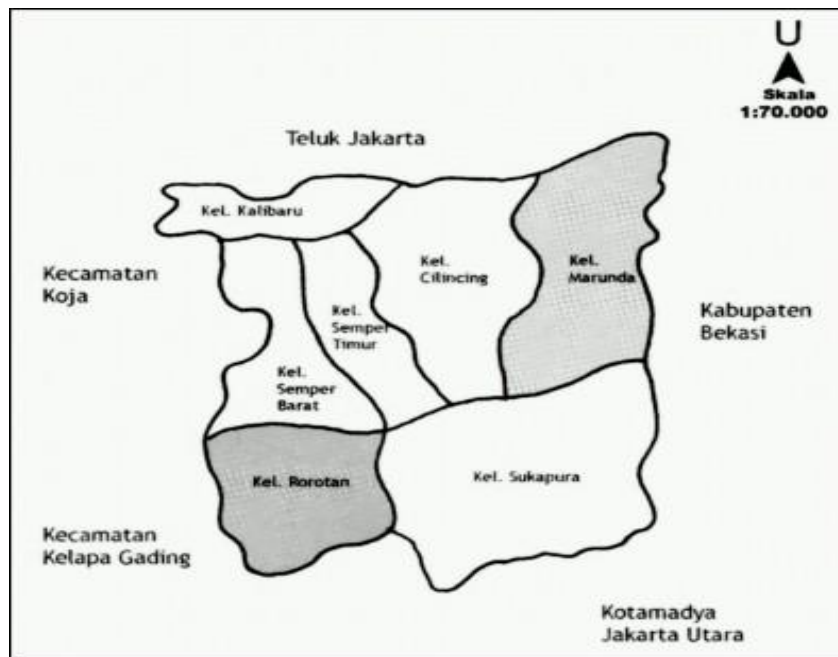 U
Skala
1:70.000
Teluk Jakarta
Kel. Kalibaru
Kel.
Cilincing
Kel.
Marunda
Kecamatan
Koja
Kabupaten
Bekasi
Kel.
Semper
Timur
Kel.
Semper
Barat
Kel. Rorotan
Kel. Sukapura
Kecamatan
Kelapa Gading
Kotamadya
Jakarta Utara